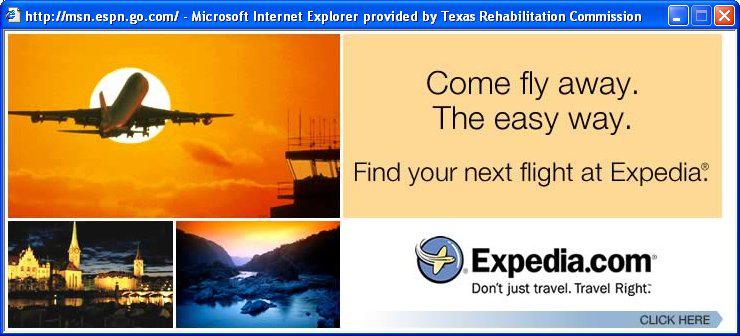 http://msn.espn.go.com/ - Microsoft Internet Explorer provided by Texas Rehabilitation Commission
Come fly away.
The easy way.
Find your next flight at Expedia®.
Expedia.com®
Don't just travel. Travel Right.™
CLICK HERE